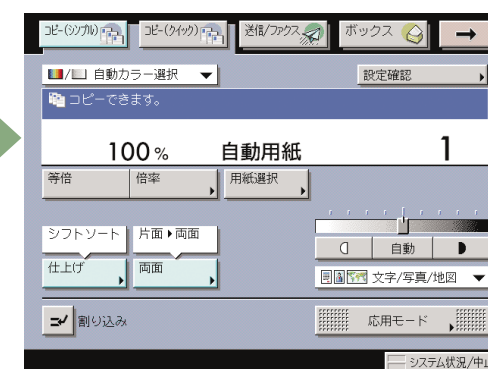 コピー(シンプル) コピー(クイック) 送信/ファクス ボックス →
自動カラー選択 ▼ 設定確認
コピーできます。
100% 自動用紙 1
等倍 倍率 用紙選択
シフトソート 片面▶両面
自動
仕上げ 両面
文字/写真/地図 ▼
割り込み 応用モード
システム状況/中止